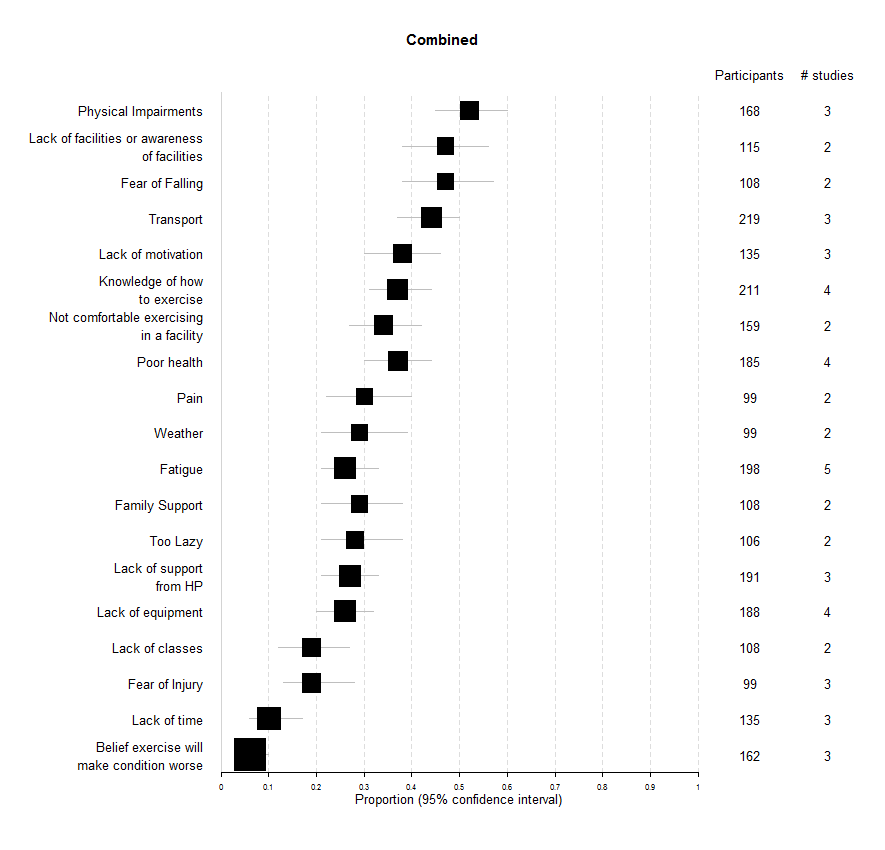 Combined
Participants # studies
Physical Impairments 168 3
Lack of facilities or awareness
of facilities 115 2
Fear of Falling 108 2
Transport 219 3
Lack of motivation 135 3
Knowledge of how
to exercise 211 4
Not comfortable exercising
in a facility 159 2
Poor health 185 4
Pain 99 2
Weather 99 2
Fatigue 198 5
Family Support 108 2
Too Lazy 106 2
Lack of support
from HP 191 3
Lack of equipment 188 4
Lack of classes 108 2
Fear of Injury 99 3
Lack of time 135 3
Belief exercise will
make condition worse 162 3
0 0.1 0.2 0.3 0.4 0.5 0.6 0.7 0.8 0.9 1
Proportion (95% confidence interval)